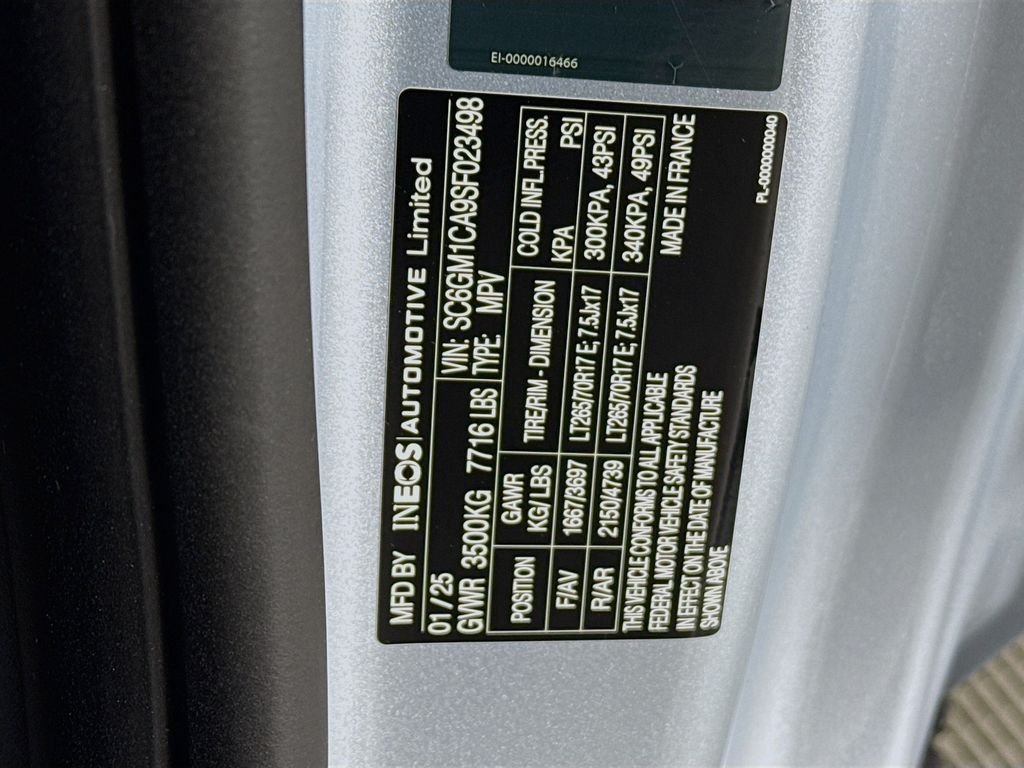 EI-0000016466
MFD BY INEOS|AUTOMOTIVE Limited
01/25 VIN: SC6GM1CA9SF023498
GVWR 3500KG 7716 LBS TYPE: MPV
POSITION GAWR KG/LBS TIRE/RIM - DIMENSION COLD INFL.PRESS. KPA PSI
F/AV 1667/3697 LT265/70R17 E; 7.5Jx17 300KPA, 43PSI
R/AR 2150/4739 LT265/70R17 E; 7.5Jx17 340KPA, 49PSI
THIS VEHICLE CONFORMS TO ALL APPLICABLE MADE IN FRANCE
FEDERAL MOTOR VEHICLE SAFETY STANDARDS
IN EFFECT ON THE DATE OF MANUFACTURE
SHOWN ABOVE
PL-0000000040